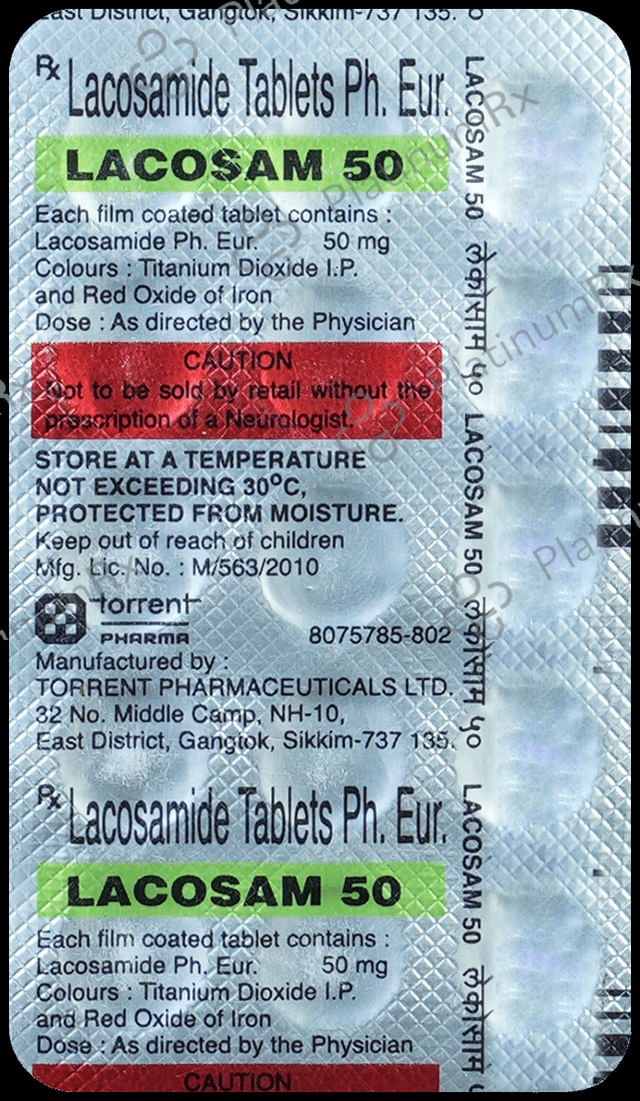 East District, Gangtok, Sikkim-737 135.
Rx Lacosamide Tablets Ph. Eur.
LACOSAM 50
Each film coated tablet contains :
Lacosamide Ph. Eur. 50 mg
Colours : Titanium Dioxide I.P.
and Red Oxide of Iron
Dose : As directed by the Physician
CAUTION
Not to be sold by retail without the
prescription of a Neurologist.
STORE AT A TEMPERATURE
NOT EXCEEDING 30°C,
PROTECTED FROM MOISTURE.
Keep out of reach of children
Mfg. Lic. No. : M/563/2010
torrent
PHARMA 8075785-802
Manufactured by :
TORRENT PHARMACEUTICALS LTD.
32 No. Middle Camp, NH-10,
East District, Gangtok, Sikkim-737 135.
Rx Lacosamide Tablets Ph. Eur.
LACOSAM 50
Each film coated tablet contains :
Lacosamide Ph. Eur. 50 mg
Colours : Titanium Dioxide I.P.
and Red Oxide of Iron
Dose : As directed by the Physician
CAUTION
LACOSAM 50 लॅकोसाम ५० LACOSAM 50 लॅकोसाम ५० LACOSAM 50 लॅकोसाम
PlatinumRx
PlatinumRx